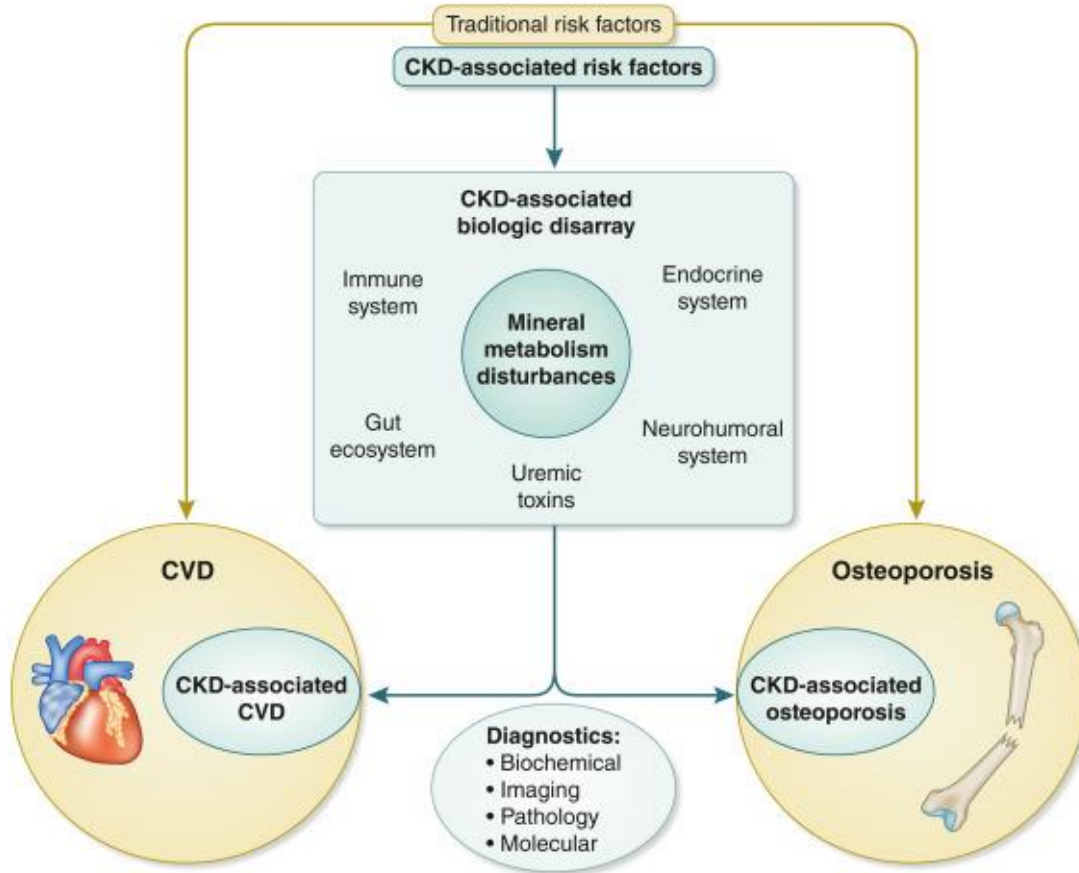 Traditional risk factors
CKD-associated risk factors
CKD-associated
biologic disarray
Immune
system
Endocrine
system
Mineral
metabolism
disturbances
Gut
ecosystem
Neurohumoral
system
Uremic
toxins
CVD
CKD-associated
CVD
Osteoporosis
CKD-associated
osteoporosis
Diagnostics:
• Biochemical
• Imaging
• Pathology
• Molecular